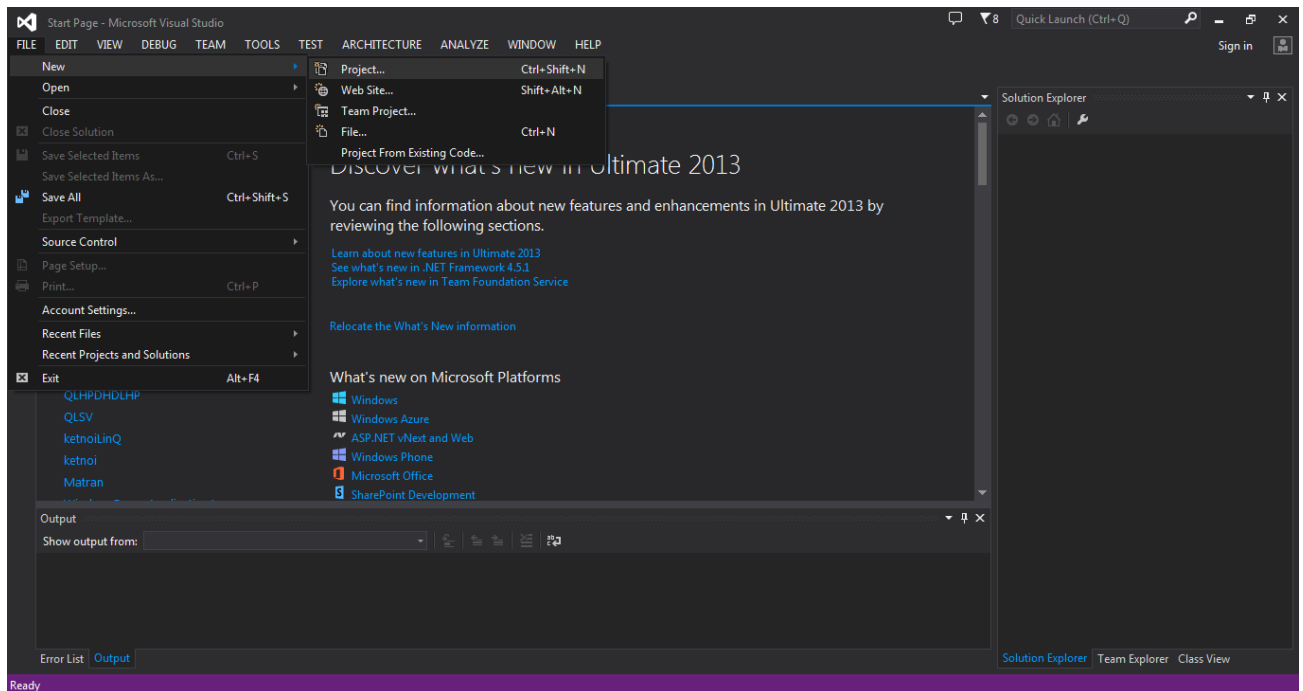 Start Page - Microsoft Visual Studio
8
Quick Launch (Ctrl+Q)
FILE EDIT VIEW DEBUG TEAM TOOLS TEST ARCHITECTURE ANALYZE WINDOW HELP
Sign in
New
Open
Close
Close Solution
Save Selected Items Ctrl+S
Save Selected Items As...
Save All Ctrl+Shift+S
Export Template...
Source Control
Page Setup...
Print... Ctrl+P
Account Settings...
Recent Files
Recent Projects and Solutions
Exit Alt+F4
Project... Ctrl+Shift+N
Web Site... Shift+Alt+N
Team Project...
File... Ctrl+N
Project From Existing Code...
QLHPDHDLHP
QLSV
ketnoiLinQ
ketnoi
Matran
Discover what's new in Ultimate 2013
You can find information about new features and enhancements in Ultimate 2013 by
reviewing the following sections.
Learn about new features in Ultimate 2013
See what's new in .NET Framework 4.5.1
Explore what's new in Team Foundation Service
Relocate the What's New information
What's new on Microsoft Platforms
Windows
Windows Azure
ASP.NET vNext and Web
Windows Phone
Microsoft Office
SharePoint Development
Solution Explorer
Output
Show output from:
Error List Output
Solution Explorer Team Explorer Class View
Ready